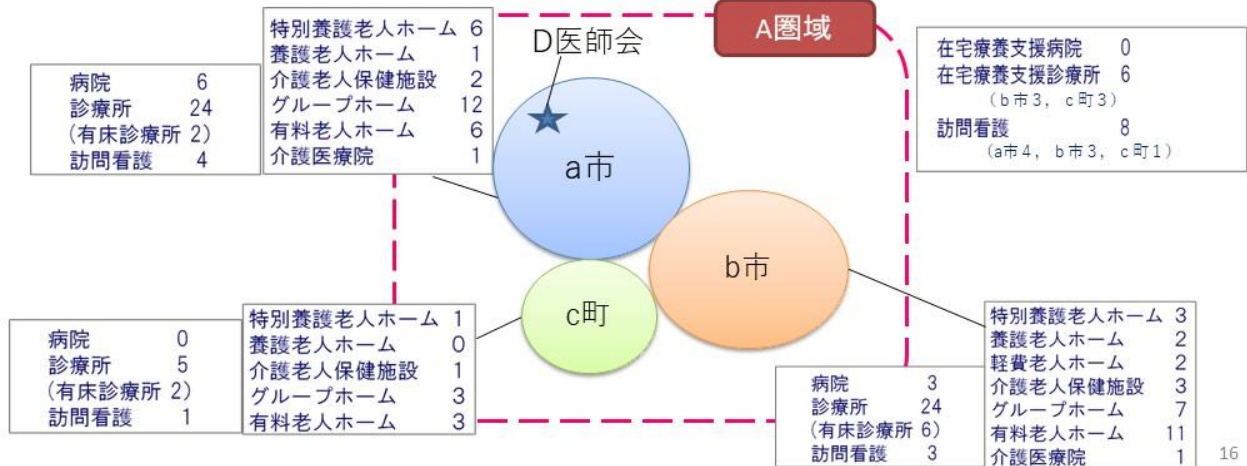 A圏域
D医師会
病院 6
診療所 24
(有床診療所 2)
訪問看護 4
特別養護老人ホーム 6
養護老人ホーム 1
介護老人保健施設 2
グループホーム 12
有料老人ホーム 6
介護医療院 1
在宅療養支援病院 0
在宅療養支援診療所 6
(b市3, c町3)
訪問看護 8
(a市4, b市3, c町1)
a市
b市
c町
病院 0
診療所 5
(有床診療所 2)
訪問看護 1
特別養護老人ホーム 1
養護老人ホーム 0
介護老人保健施設 1
グループホーム 3
有料老人ホーム 3
病院 3
診療所 24
(有床診療所 6)
訪問看護 3
特別養護老人ホーム 3
養護老人ホーム 2
軽費老人ホーム 2
介護老人保健施設 3
グループホーム 7
有料老人ホーム 11
介護医療院 1
16